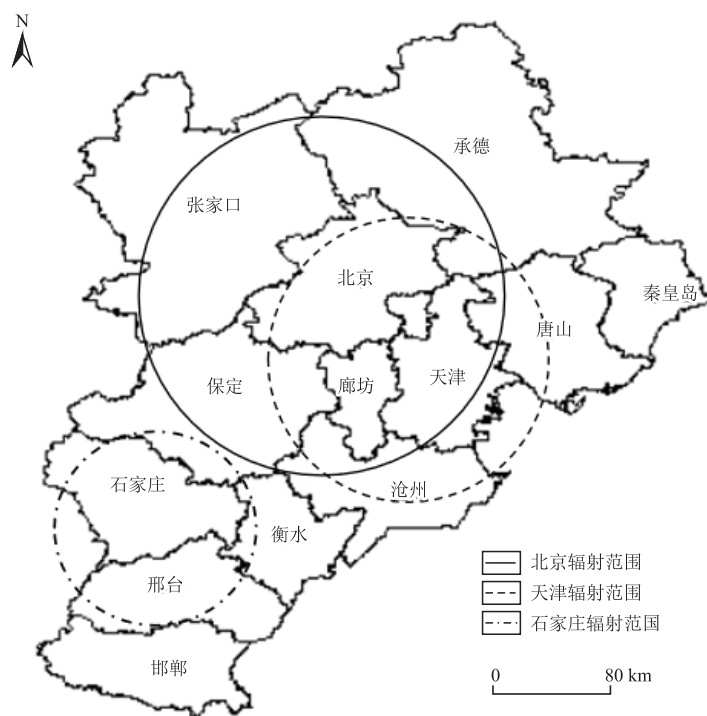 N
承德
张家口
北京
秦皇岛
唐山
保定
廊坊
天津
石家庄
沧州
衡水
邢台
邯郸
北京辐射范围
天津辐射范围
石家庄辐射范国
0 80 km